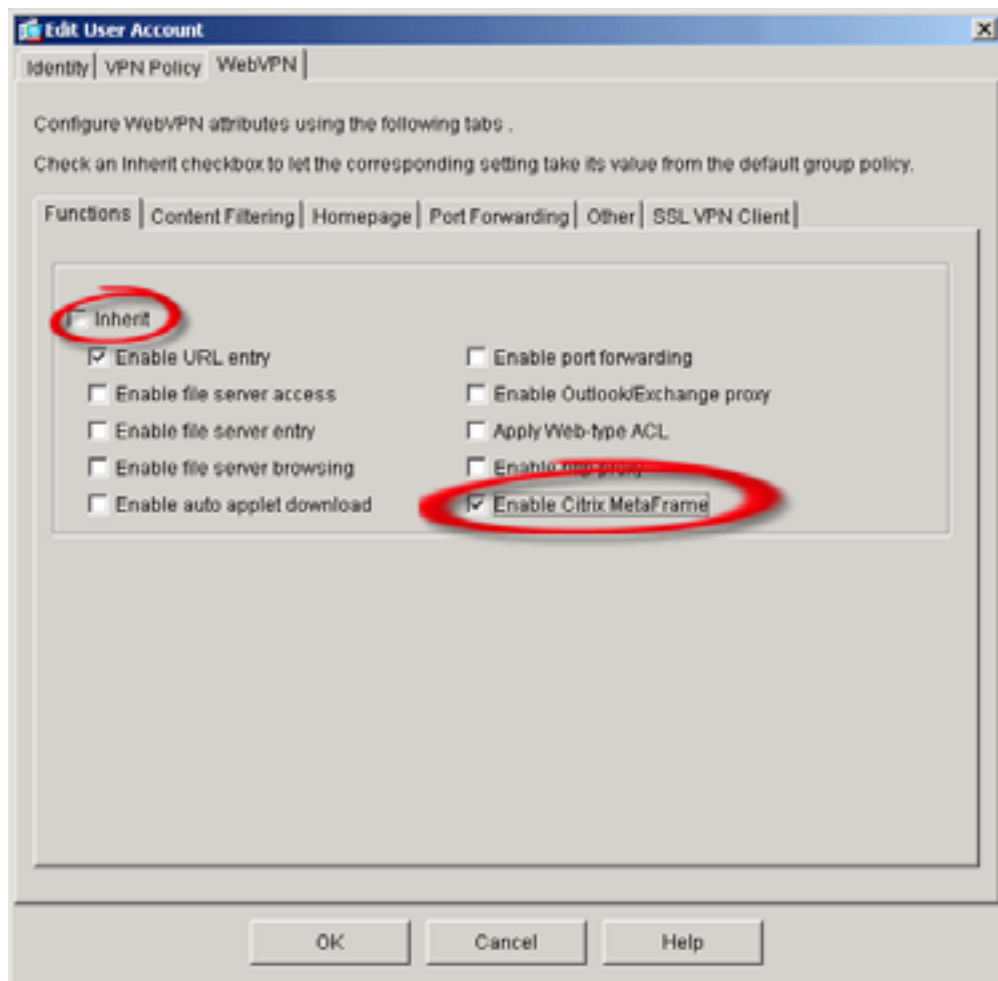 Edit User Account
Identity VPN Policy WebVPN
Configure WebVPN attributes using the following tabs .
Check an Inherit checkbox to let the corresponding setting take its value from the default group policy.
Functions Content Filtering Homepage Port Forwarding Other SSL VPN Client
Inherit
Enable URL entry Enable port forwarding
Enable file server access Enable Outlook/Exchange proxy
Enable file server entry Apply Web-type ACL
Enable file server browsing Enable http proxy
Enable auto applet download Enable Citrix MetaFrame
OK Cancel Help